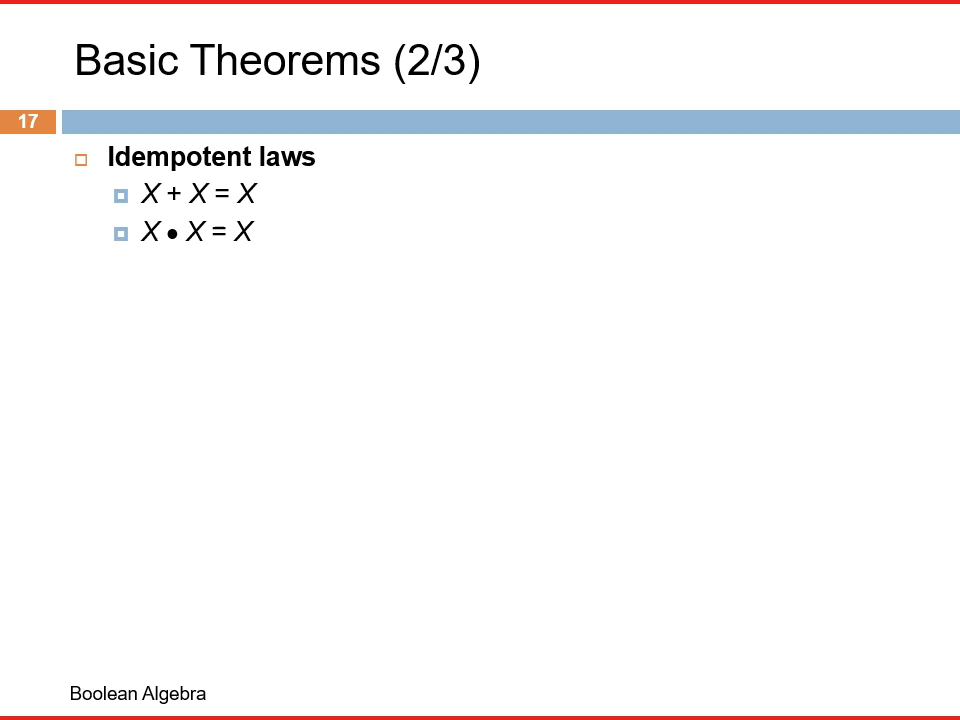 Basic Theorems (2/3)
17
Idempotent laws
X + X = X
X • X = X
Boolean Algebra